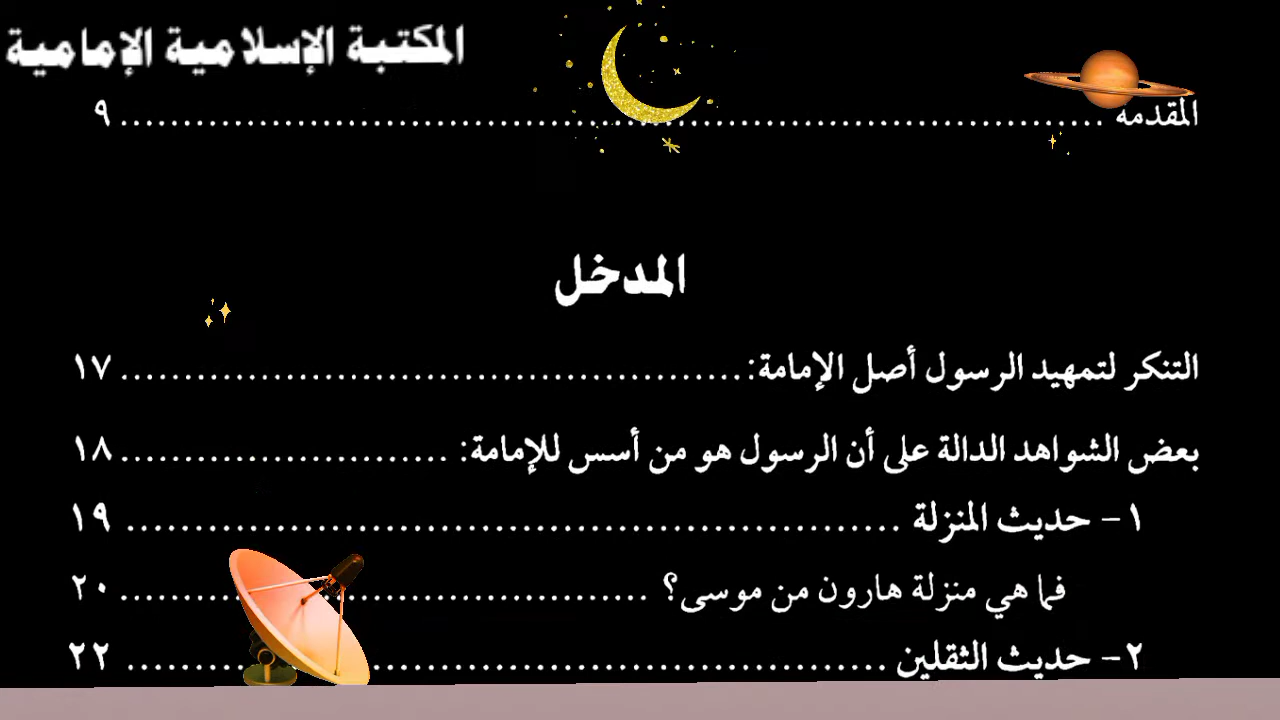 المكتبة الإسلامية الإمامية
المقدمه ........................................ ٩
المدخل
التنكر لتمهيد الرسول أصل الإمامة: ........................................ ١٧
بعض الشواهد الدالة على أن الرسول هو من أسس للإمامة: ........................................ ١٨
١- حديث المنزلة ........................................ ١٩
فما هي منزلة هارون من موسى؟ ........................................ ٢٠
٢- حديث الثقلين ........................................ ٢٢